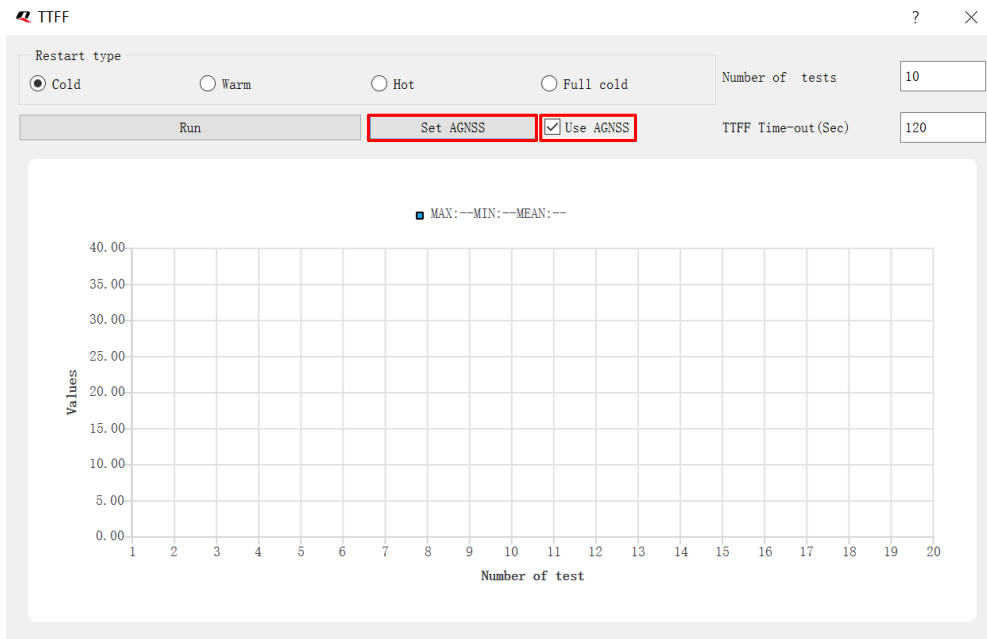 TTFF ?
Restart type
Cold Warm Hot Full cold
Number of tests 10
Run Set AGNSS Use AGNSS TTFF Time-out(Sec) 120
MAX:--MIN:--MEAN:--
40.00
35.00
30.00
25.00
20.00
15.00
10.00
5.00
0.00
Values
1 2 3 4 5 6 7 8 9 10 11 12 13 14 15 16 17 18 19 20
Number of test